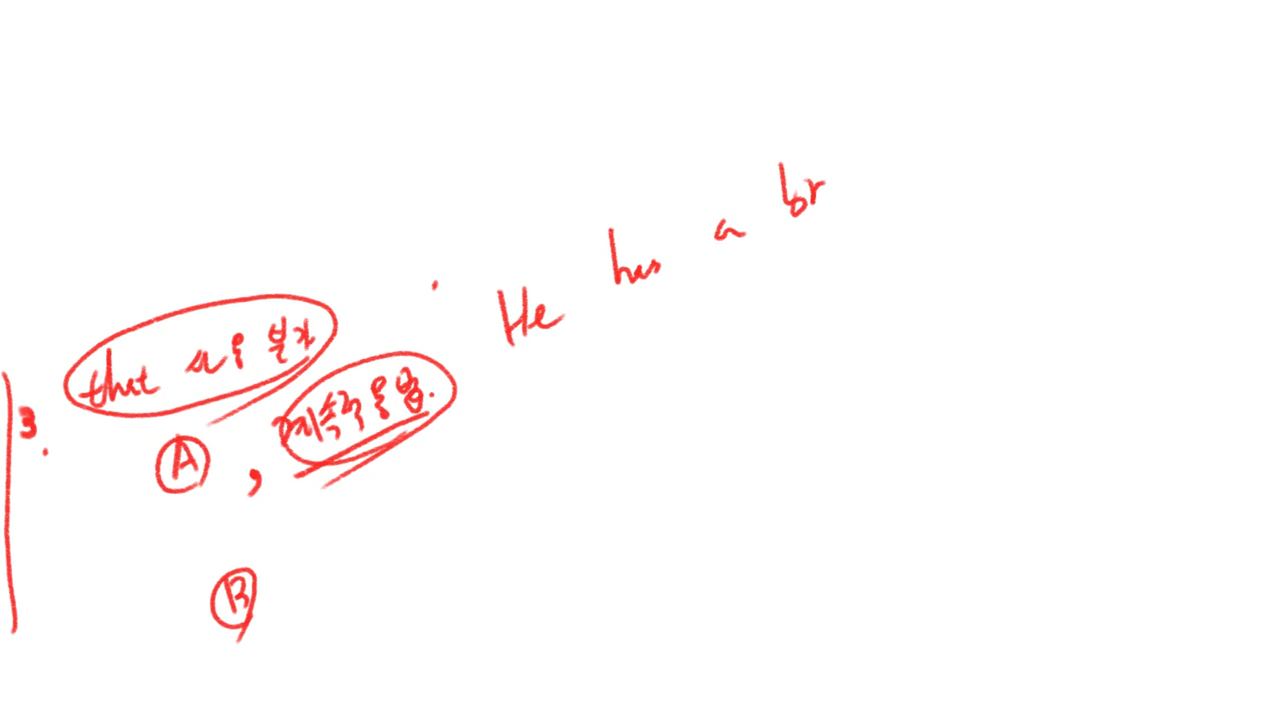 He has a br
that 사용 불가
3.
Ⓐ , 계속적 용법.
Ⓑ